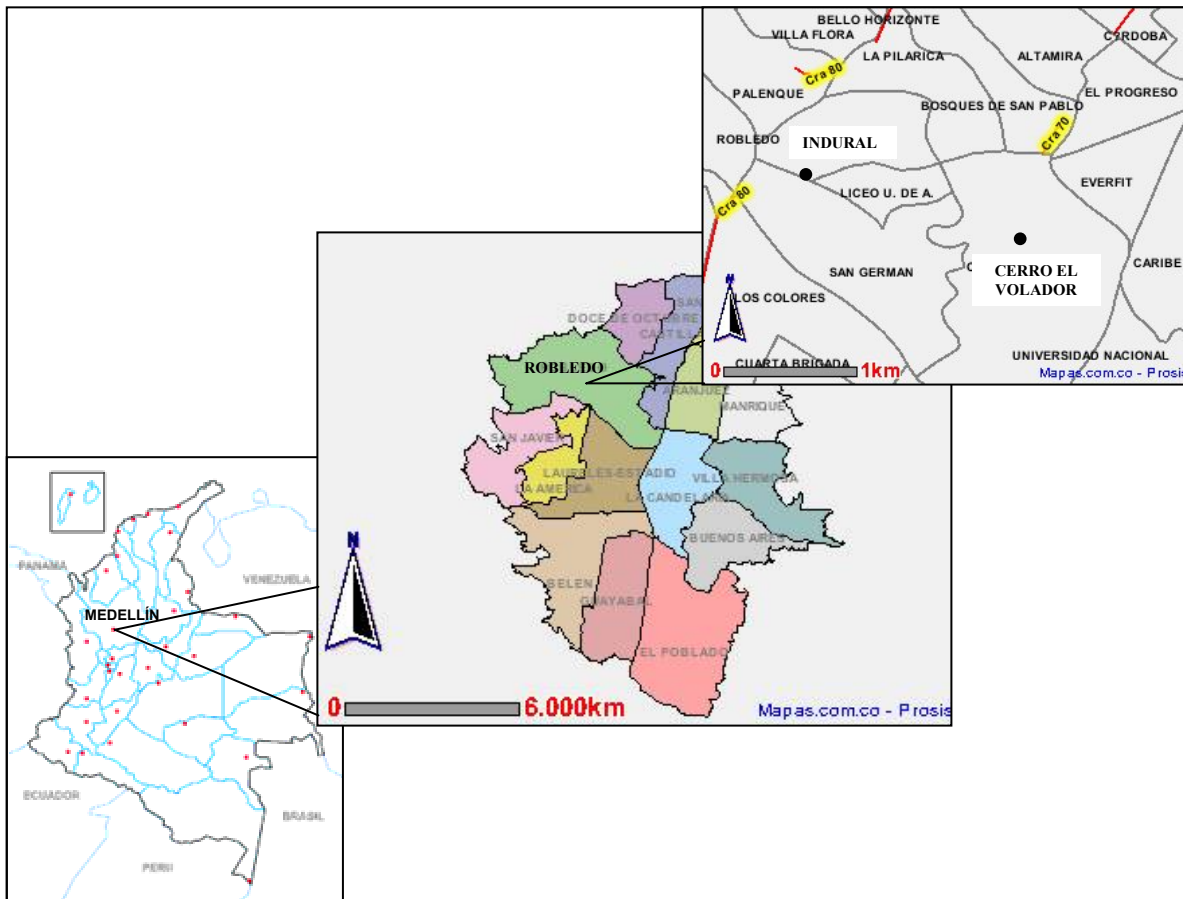 BELLO HORIZONTE
VILLA FLORA
C?RDOBA
LA PILARICA
ALTAMIRA
Cra 80
PALENQUE
EL PROGRESO
BOSQUES DE SAN PABLO
ROBLEDO
INDURAL
Cra 70
EVERFIT
LICEO U. DE A.
Cra 80
CARIBE
SAN GERMAN
C
CERRO EL
VOLADOR
N
LOS COLORES
CUARTA BRIGADA
UNIVERSIDAD NACIONAL
0
1km
Mapas.com.co - Prosis
SAN
DOCE DE OCTUBRE
CASTILL
ROBLEDO
ARANJUEZ
MANRIQUE
SAN JAVIER
LAURELES-ESTADIO
LA AMERICA
VILLA HERMOSA
LA CANDELARIA
BUENOS AIRES
N
BELEN
GUAYABAL
EL POBLADO
0
6.000km
Mapas.com.co - Prosis
PANAMA
VENEZUELA
MEDELLÍN
ECUADOR
BRASIL
PERU